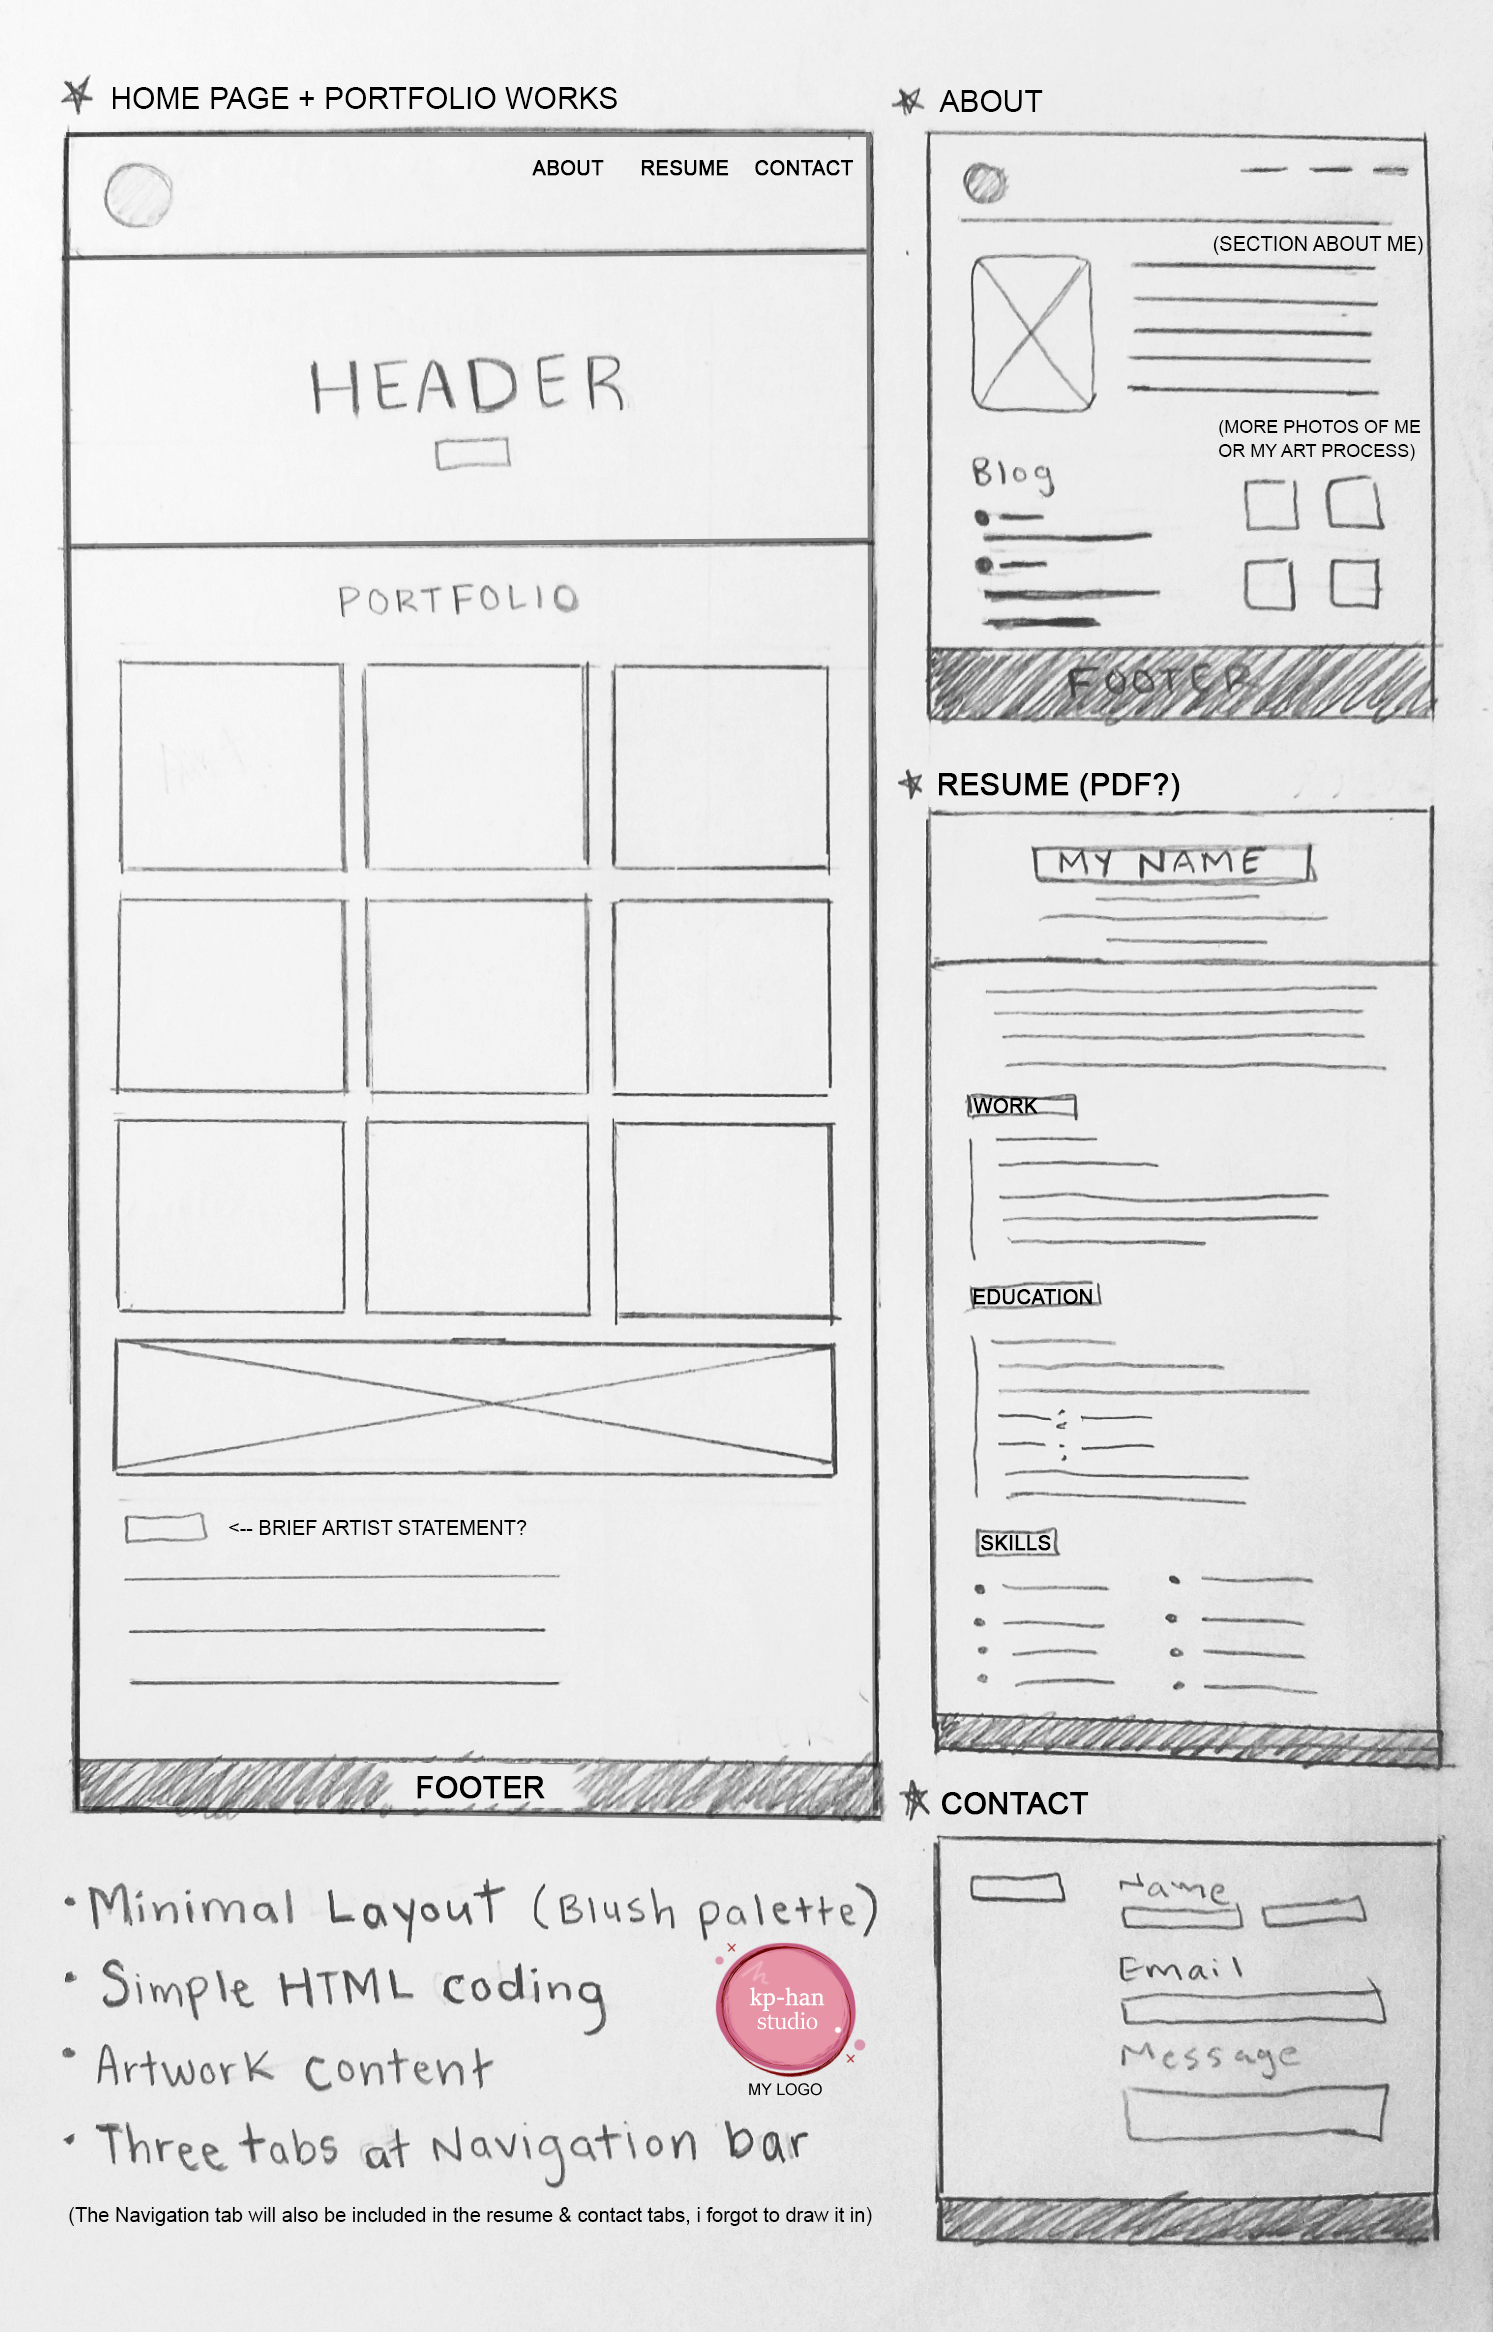 HOME PAGE + PORTFOLIO WORKS
ABOUT RESUME CONTACT
HEADER
PORTFOLIO
<-- BRIEF ARTIST STATEMENT?
FOOTER
• Minimal Layout (Blush palette)
• Simple HTML coding
• Artwork content
• Three tabs at Navigation bar
kp-han
studio
MY LOGO
(The Navigation tab will also be included in the resume & contact tabs, i forgot to draw it in)
ABOUT
(SECTION ABOUT ME)
(MORE PHOTOS OF ME
OR MY ART PROCESS)
Blog
FOOTER
RESUME (PDF?)
MY NAME
WORK
EDUCATION
SKILLS
CONTACT
Name
Email
Message